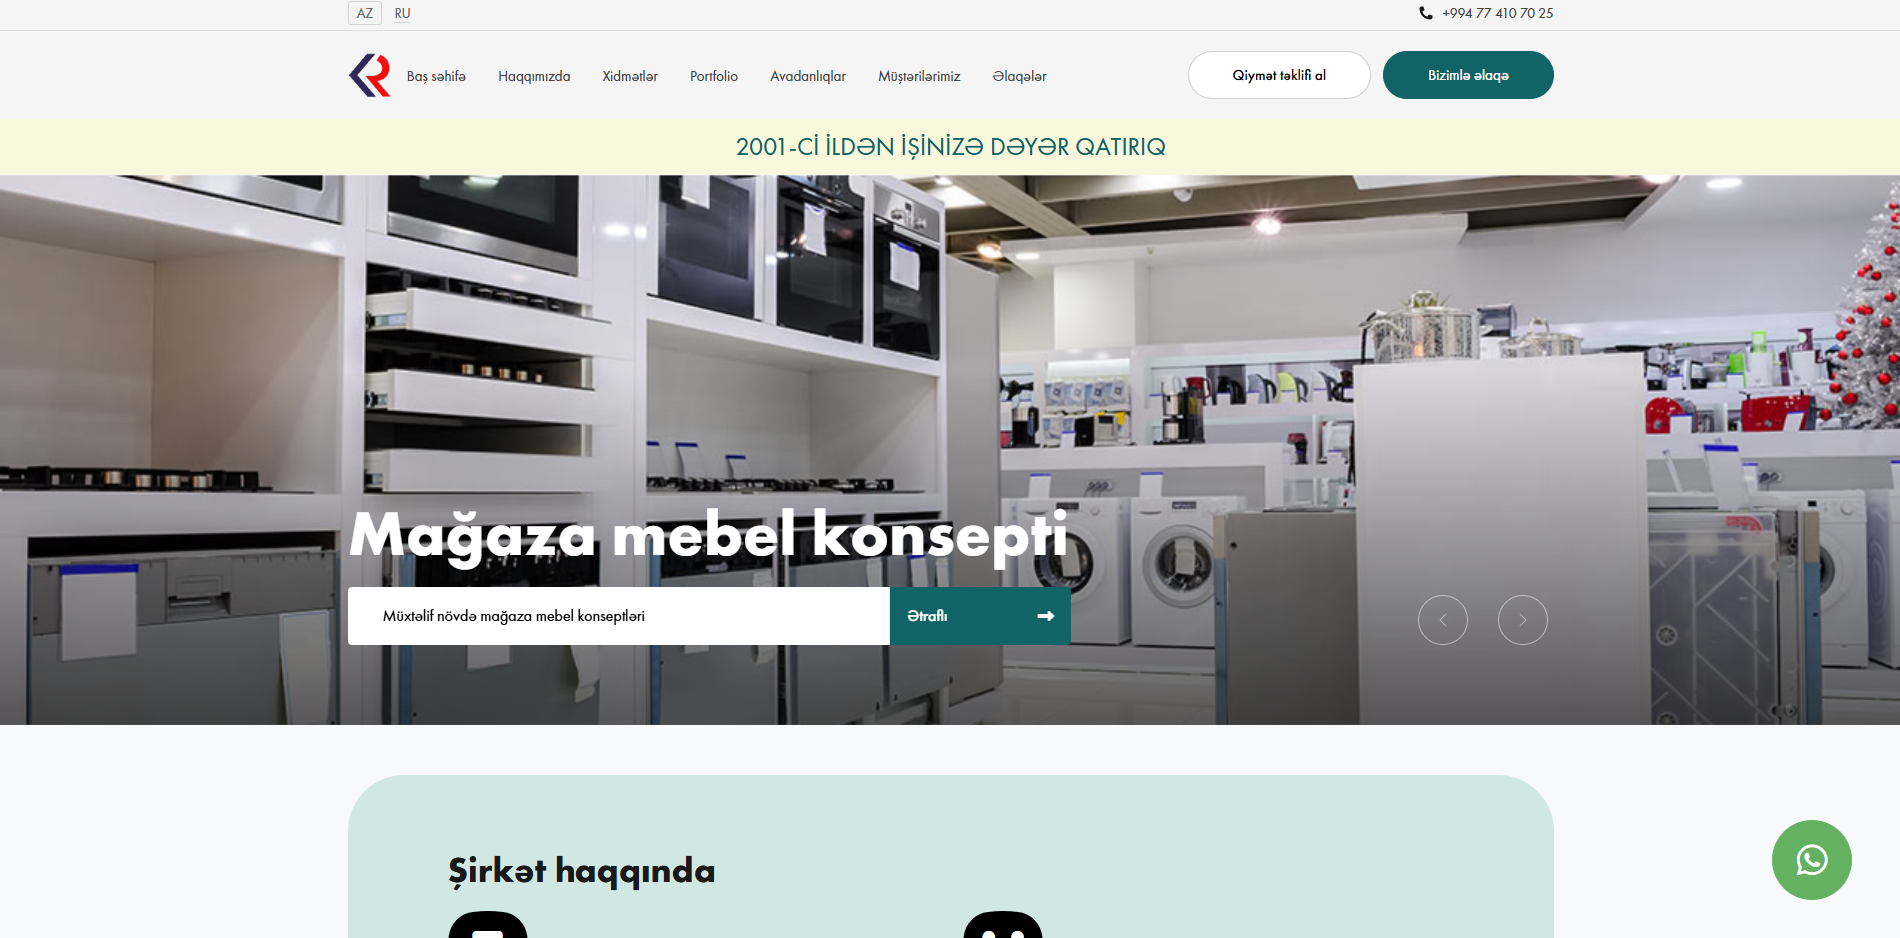 AZ RU
+994 77 410 70 25
Baş səhifə Haqqımızda Xidmətlər Portfolio Avadanlıqlar Müştərilərimiz Əlaqələr
Qiymət təklifi al
Bizimlə əlaqə
2001-Cİ İLDƏN İŞİNİZƏ DƏYƏR QATIRIQ
Mağaza mebel konsepti
Müxtəlif növdə mağaza mebel konseptləri
Ətraflı
Şirkət haqqında